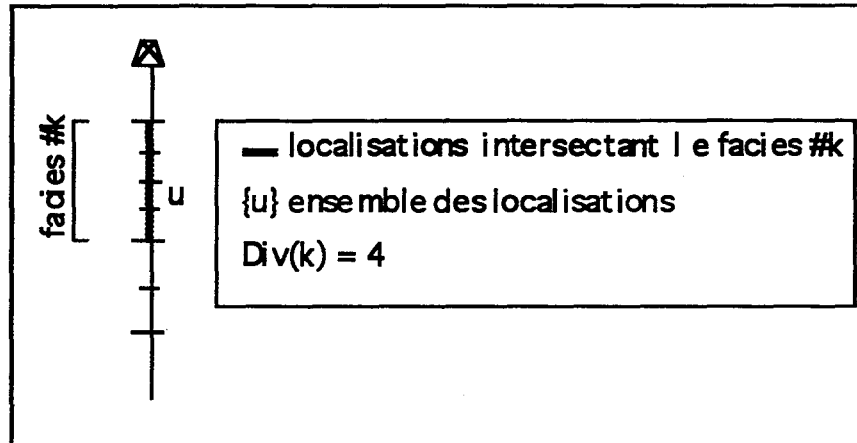 facies #k
u
localisations intersectant le facies #k
{u} ensemble des localisations
Div(k) = 4